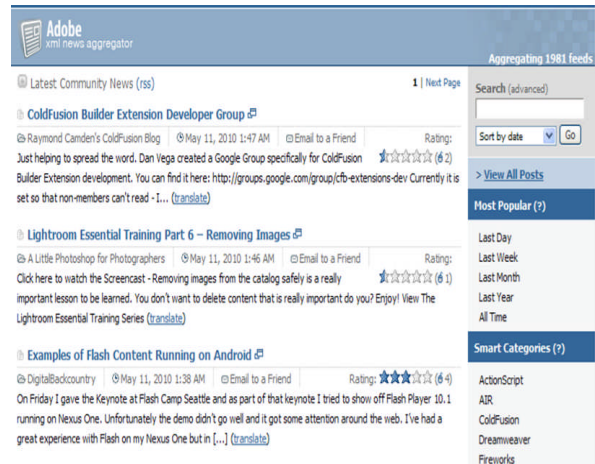 Adobe
xml news aggregator
Aggregating 1981 feeds
Latest Community News (rss)
1 | Next Page
ColdFusion Builder Extension Developer Group
Raymond Camden's ColdFusion Blog May 11, 2010 1:47 AM Email to a Friend Rating:
Just helping to spread the word. Dan Vega created a Google Group specifically for ColdFusion (6 2)
Builder Extension development. You can find it here: http://groups.google.com/group/cfb-extensions-dev Currently it is
set so that non-members can't read - I... (translate)
Lightroom Essential Training Part 6 – Removing Images
A Little Photoshop for Photographers May 11, 2010 1:46 AM Email to a Friend Rating:
Click here to watch the Screencast - Removing images from the catalog safely is a really (6 1)
important lesson to be learned. You don't want to delete content that is really important do you? Enjoy! View The
Lightroom Essential Training Series (translate)
Examples of Flash Content Running on Android
DigitalBackcountry May 11, 2010 1:38 AM Email to a Friend Rating: (6 4)
On Friday I gave the Keynote at Flash Camp Seattle and as part of that keynote I tried to show off Flash Player 10.1
running on Nexus One. Unfortunately the demo didn't go well and it got some attention around the web. I've had a
great experience with Flash on my Nexus One but in [...] (translate)
Search (advanced)
Sort by date Go
> View All Posts
Most Popular (?)
Last Day
Last Week
Last Month
Last Year
All Time
Smart Categories (?)
ActionScript
AIR
ColdFusion
Dreamweaver
Fireworks